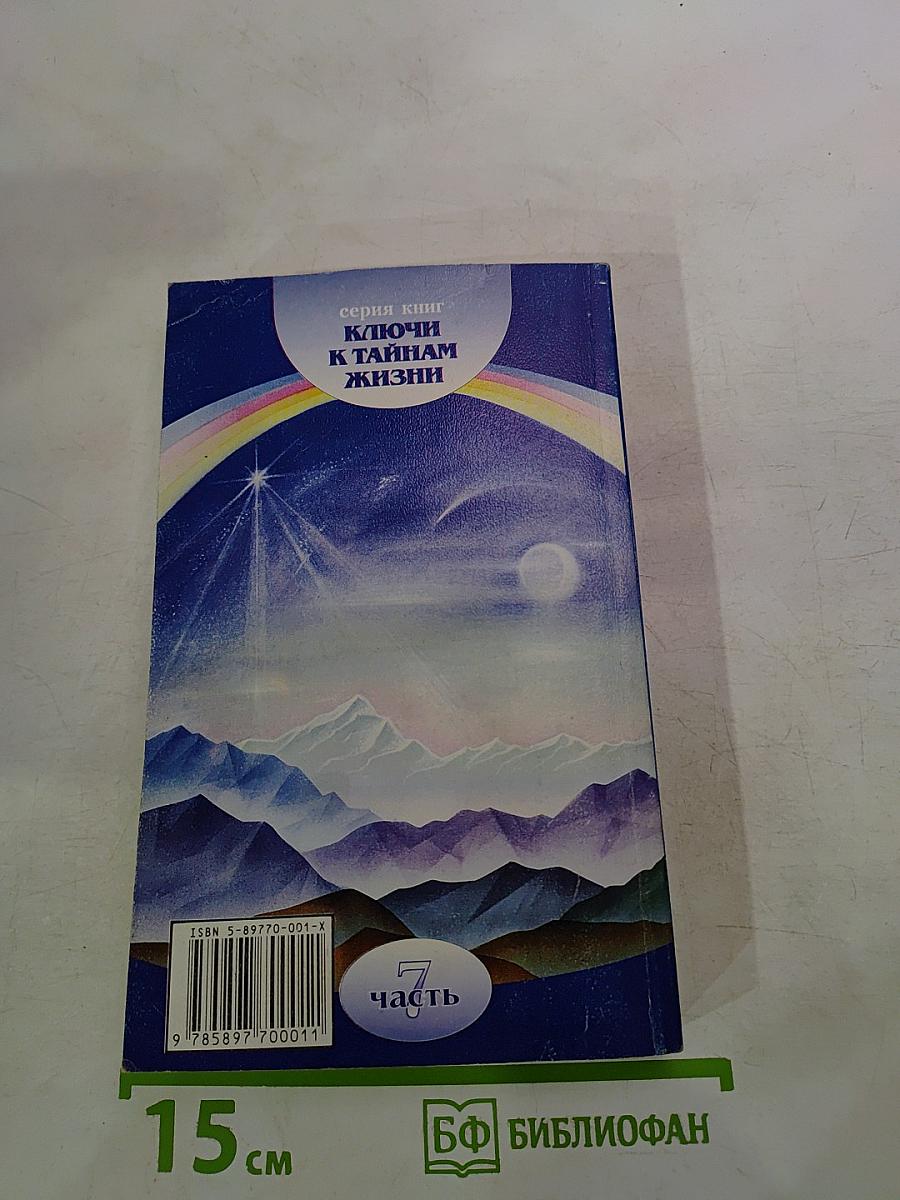 серия книг
КЛЮЧИ
К ТАЙНАМ
ЖИЗНИ
ISBN 5-89770-001-X
9 785897 700011
7
часть
15 см
БФ БИБЛИОФАН